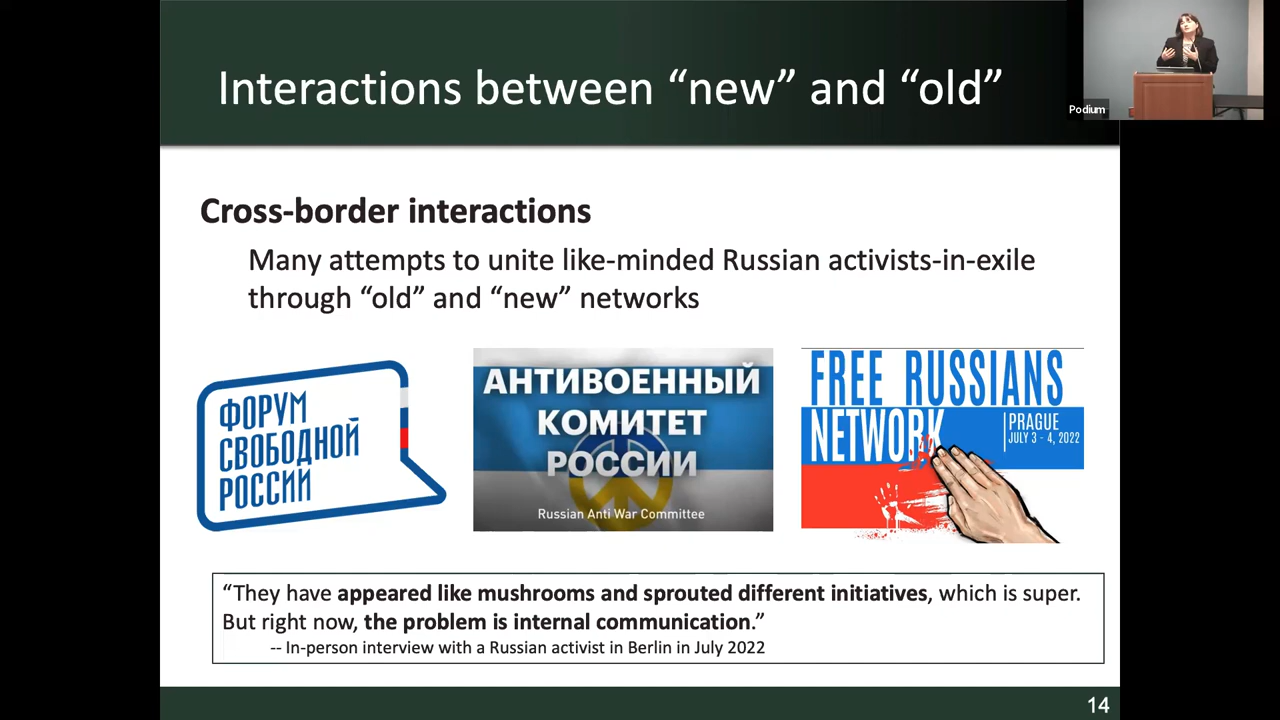 Interactions between “new” and “old”
Podium
Cross-border interactions
Many attempts to unite like-minded Russian activists-in-exile
through “old” and “new” networks
ФОРУМ
СВОБОДНОЙ
РОССИИ
АНТИВОЕННЫЙ
КОМИТЕТ
РОССИИ
Russian Anti War Committee
FREE RUSSIANS
NETWORK
PRAGUE
JULY 3 - 4, 2022
“They have appeared like mushrooms and sprouted different initiatives, which is super.
But right now, the problem is internal communication.”
-- In-person interview with a Russian activist in Berlin in July 2022
14